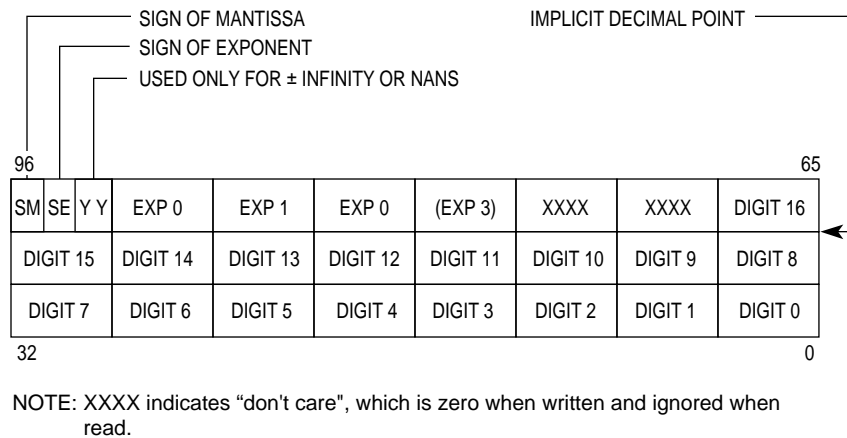 SIGN OF MANTISSA IMPLICIT DECIMAL POINT
SIGN OF EXPONENT
USED ONLY FOR ± INFINITY OR NANS
96 65
SM SE Y Y EXP 0 EXP 1 EXP 0 (EXP 3) XXXX XXXX DIGIT 16
DIGIT 15 DIGIT 14 DIGIT 13 DIGIT 12 DIGIT 11 DIGIT 10 DIGIT 9 DIGIT 8
DIGIT 7 DIGIT 6 DIGIT 5 DIGIT 4 DIGIT 3 DIGIT 2 DIGIT 1 DIGIT 0
32 0
NOTE: XXXX indicates “don't care", which is zero when written and ignored when
read.